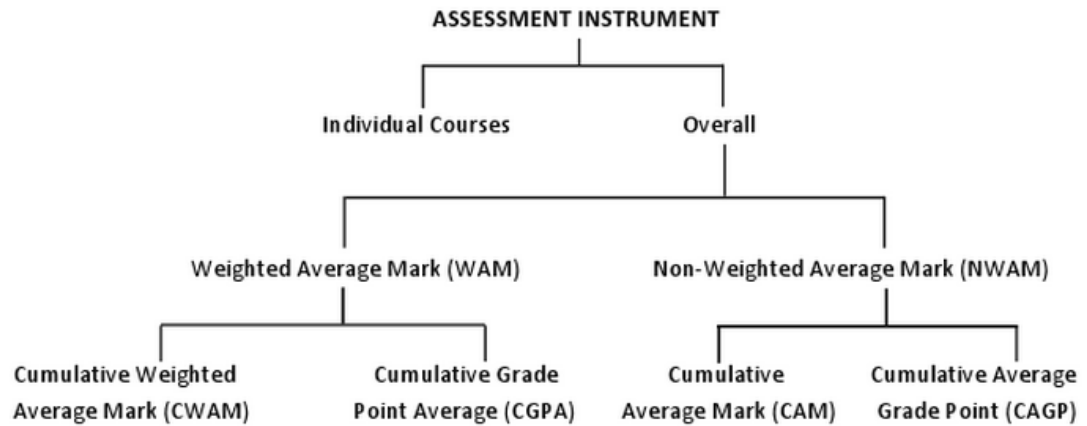 ASSESSMENT INSTRUMENT
Individual Courses
Overall
Weighted Average Mark (WAM)
Non-Weighted Average Mark (NWAM)
Cumulative Weighted
Average Mark (CWAM)
Cumulative Grade
Point Average (CGPA)
Cumulative
Average Mark (CAM)
Cumulative Average
Grade Point (CAGP)